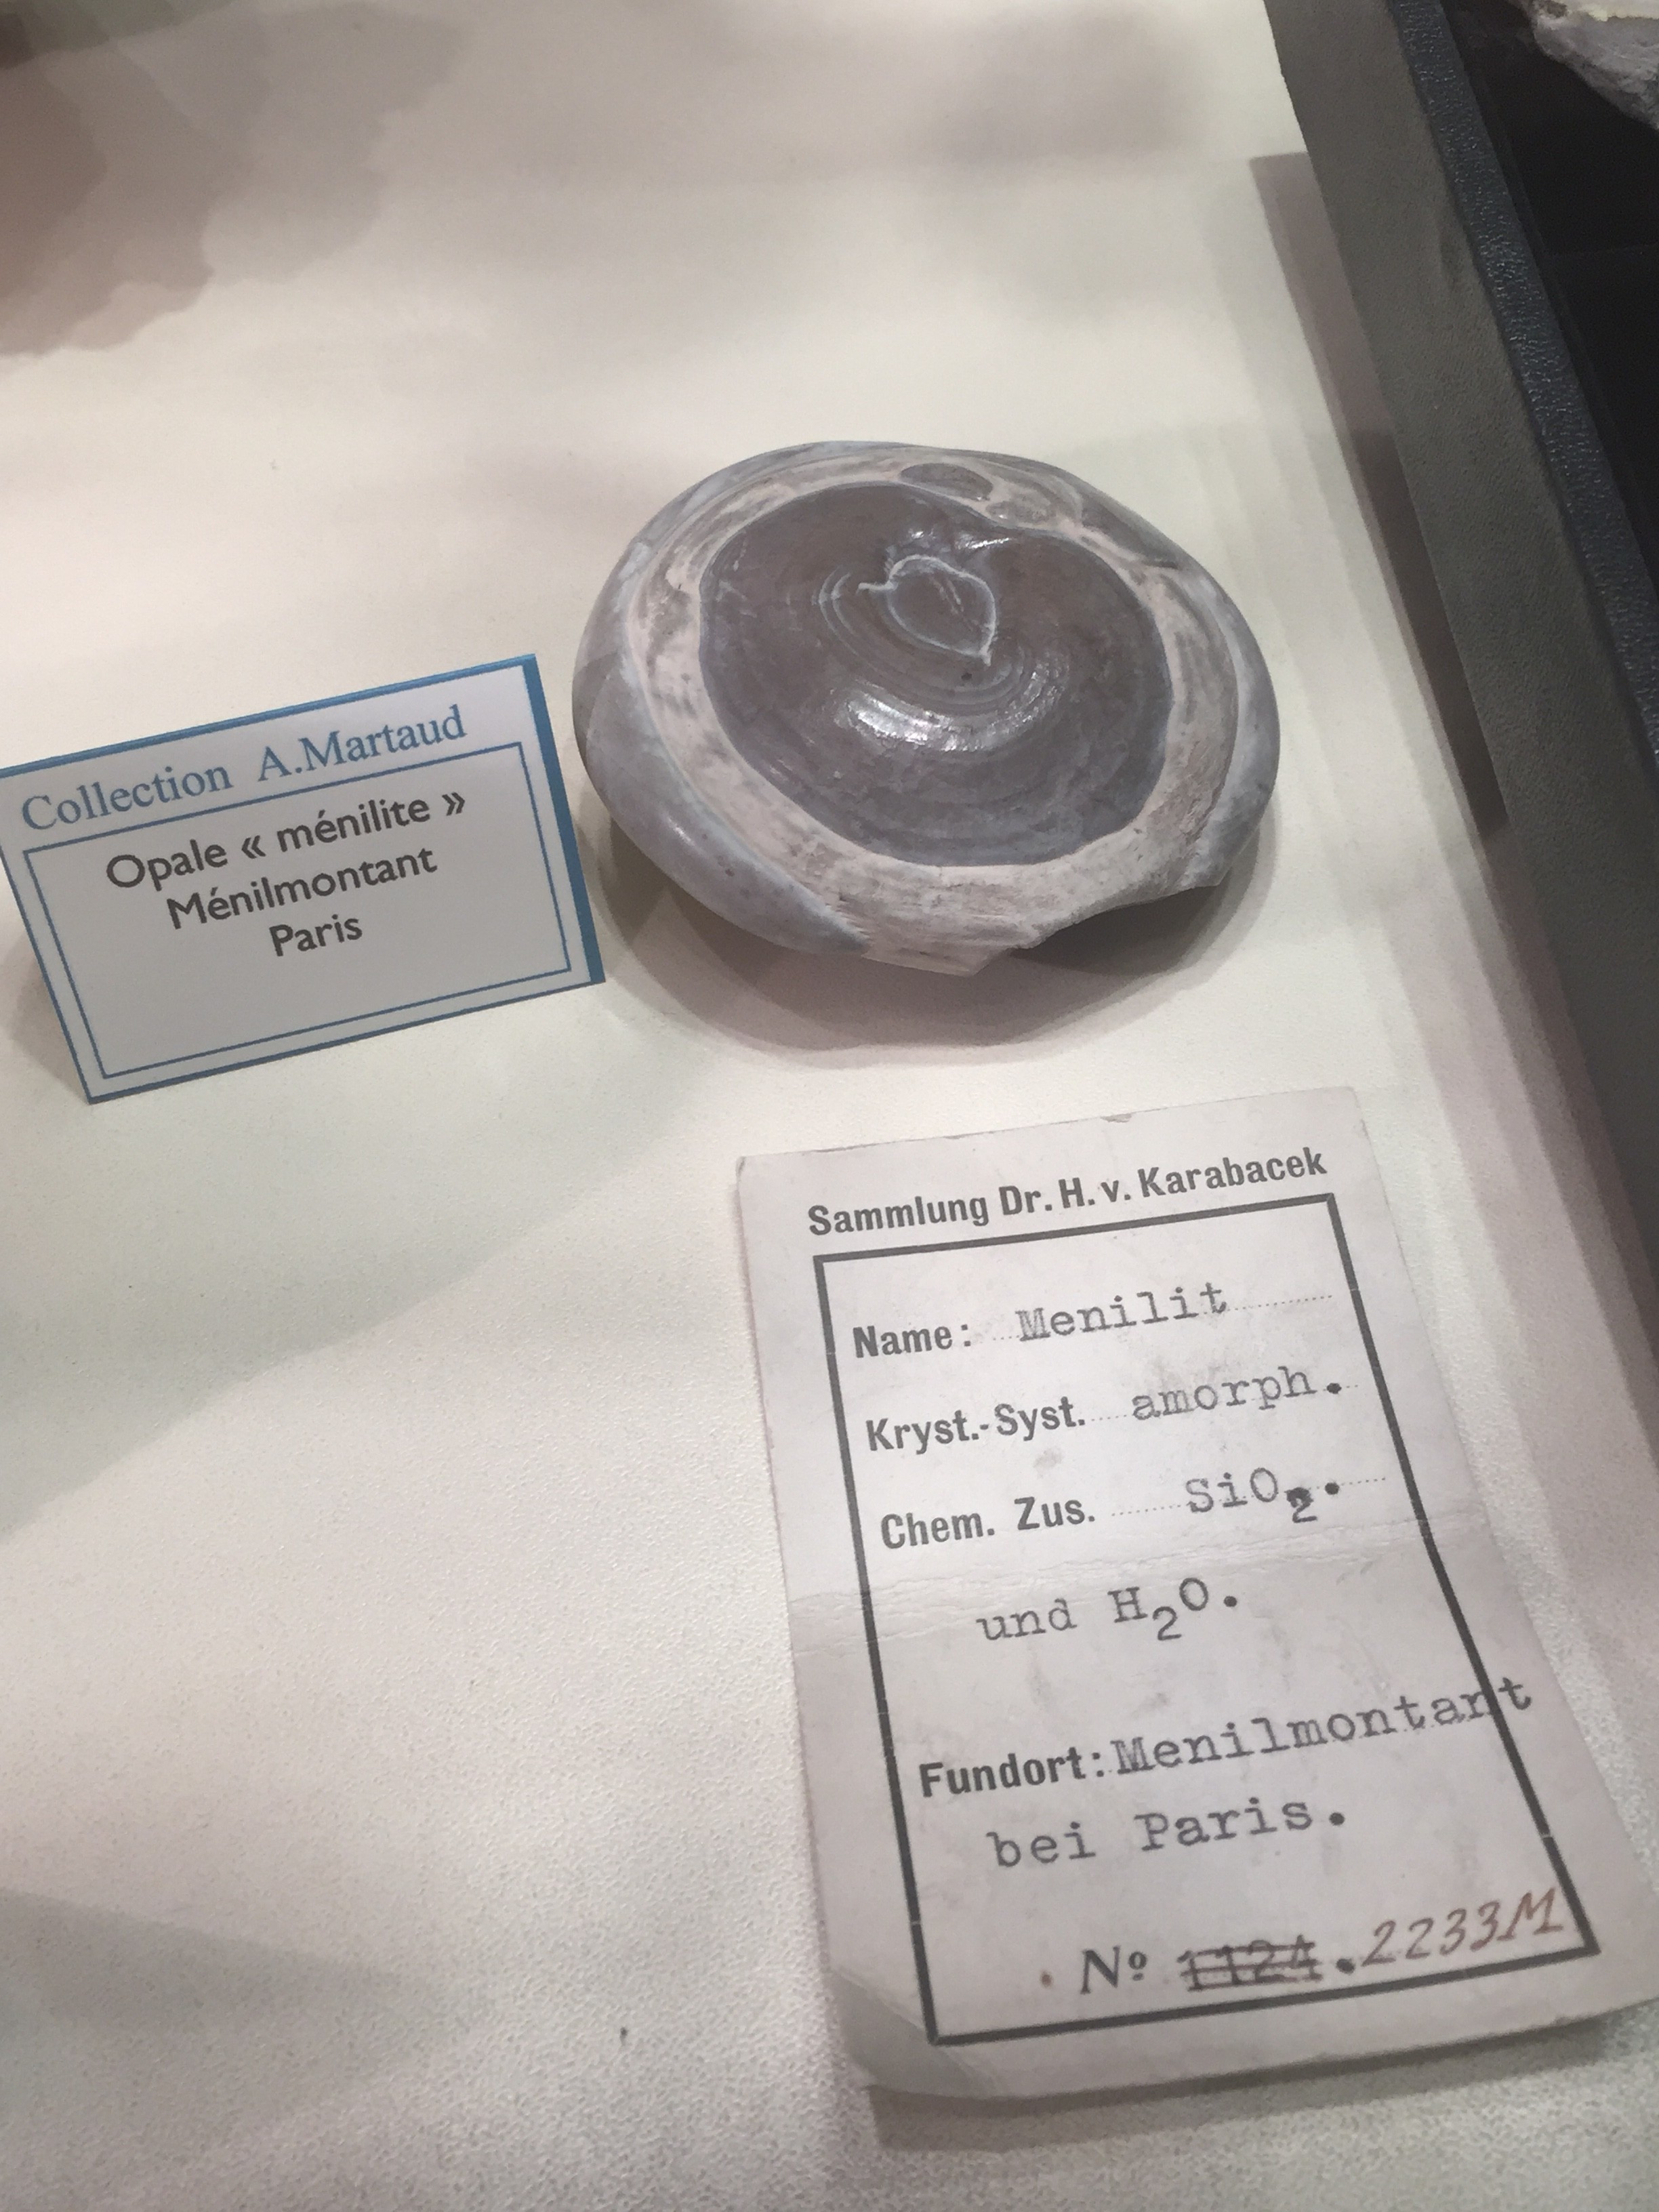 Collection A.Martaud
Opale « ménilite »
Ménilmontant
Paris
Sammlung Dr. H. v. Karabacek
Name: Menilit
Kryst.-Syst. amorph.
Chem. Zus. SiO₂.
und H₂O.
Fundort: Menilmontant
bei Paris.
Nº 1124. 2233M